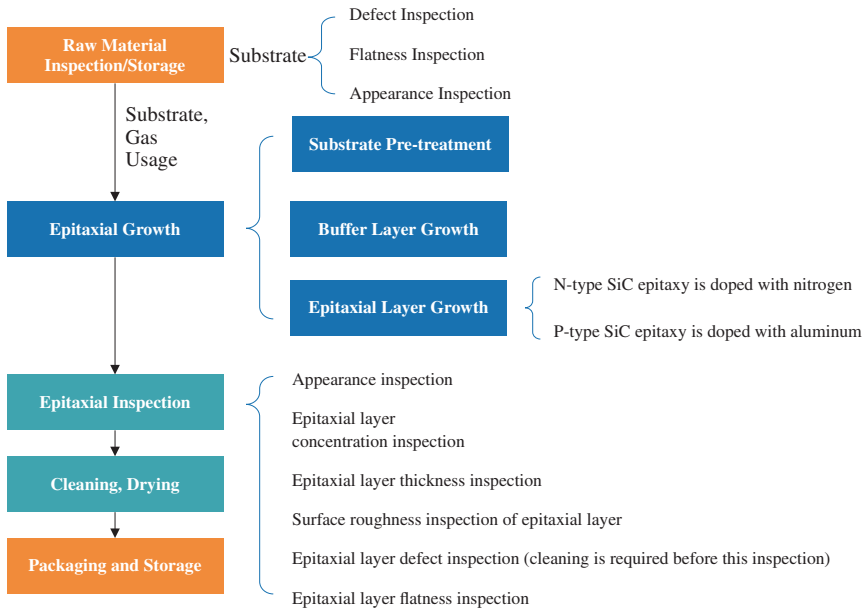 Raw Material
Inspection/Storage
Substrate
Defect Inspection
Flatness Inspection
Appearance Inspection
Substrate,
Gas
Usage
Substrate Pre-treatment
Epitaxial Growth
Buffer Layer Growth
Epitaxial Layer Growth
N-type SiC epitaxy is doped with nitrogen
P-type SiC epitaxy is doped with aluminum
Epitaxial Inspection
Appearance inspection
Epitaxial layer
concentration inspection
Cleaning, Drying
Epitaxial layer thickness inspection
Surface roughness inspection of epitaxial layer
Packaging and Storage
Epitaxial layer defect inspection (cleaning is required before this inspection)
Epitaxial layer flatness inspection